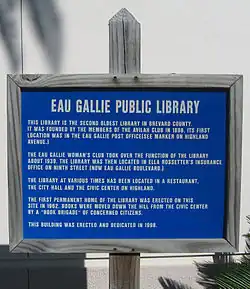 EAU GALLIE PUBLIC LIBRARY
THIS LIBRARY IS THE SECOND OLDEST LIBRARY IN BREVARD COUNTY.
IT WAS FOUNDED BY THE MEMBERS OF THE AVILAH CLUB IN 1898, ITS FIRST
LOCATION WAS IN THE EAU GALLIE POST OFFICE(SEE MARKER ON HIGHLAND
AVENUE.)
THE EAU GALLIE WOMAN'S CLUB TOOK OVER THE FUNCTION OF THE LIBRARY
ABOUT 1939. THE LIBRARY WAS THEN LOCATED IN ELLA ROSSETTER'S INSURANCE
OFFICE ON NINTH STREET (NOW EAU GALLIE BOULEVARD.)
THE LIBRARY AT VARIOUS TIMES HAS BEEN LOCATED IN A RESTAURANT,
THE CITY HALL AND THE CIVIC CENTER ON HIGHLAND.
THE FIRST PERMANENT HOME OF THE LIBRARY WAS ERECTED ON THIS
SITE IN 1962. BOOKS WERE MOVED DOWN THE HILL FROM THE CIVIC CENTER
BY A "BOOK BRIGADE" OF CONCERNED CITIZENS.
THIS BUILDING WAS ERECTED AND DEDICATED IN